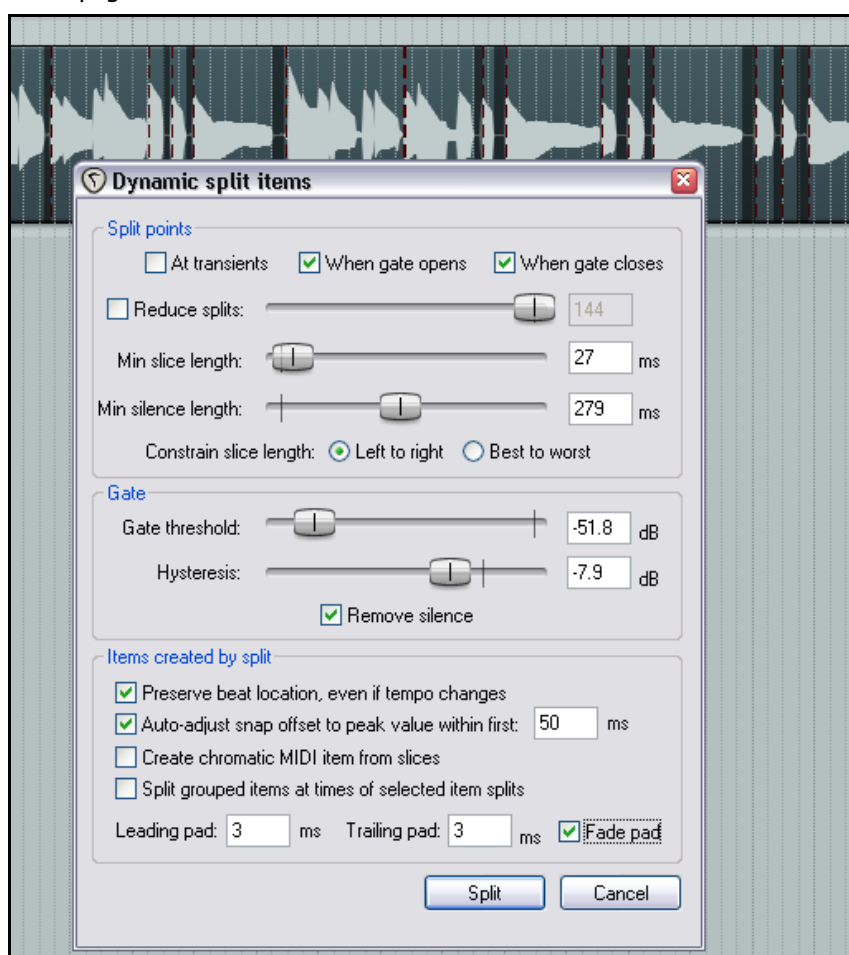 Dynamic split items
Split points
At transients When gate opens When gate closes
Reduce splits: 144
Min slice length: 27 ms
Min silence length: 279 ms
Constrain slice length: Left to right Best to worst
Gate
Gate threshold: -51.8 dB
Hysteresis: -7.9 dB
Remove silence
Items created by split
Preserve beat location, even if tempo changes
Auto-adjust snap offset to peak value within first: 50 ms
Create chromatic MIDI item from slices
Split grouped items at times of selected item splits
Leading pad: 3 ms Trailing pad: 3 ms Fade pad
Split Cancel